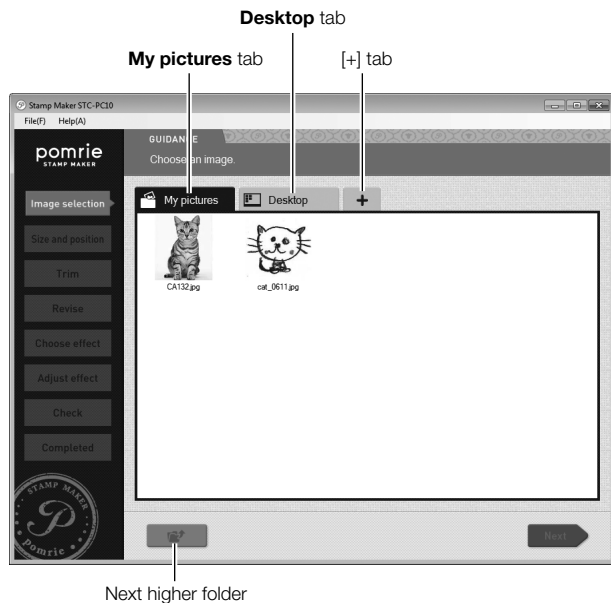 Desktop tab
My pictures tab
[+] tab
Stamp Maker STC-PC10
File(F) Help(A)
pomrie
STAMP MAKER
GUIDANCE
Choose an image.
Image selection
My pictures
Desktop
+
Size and position
Trim
Revise
Choose effect
Adjust effect
Check
Completed
CA132.jpg
cat_0611.jpg
STAMP MAKER
P
Pomrie
Next
Next higher folder